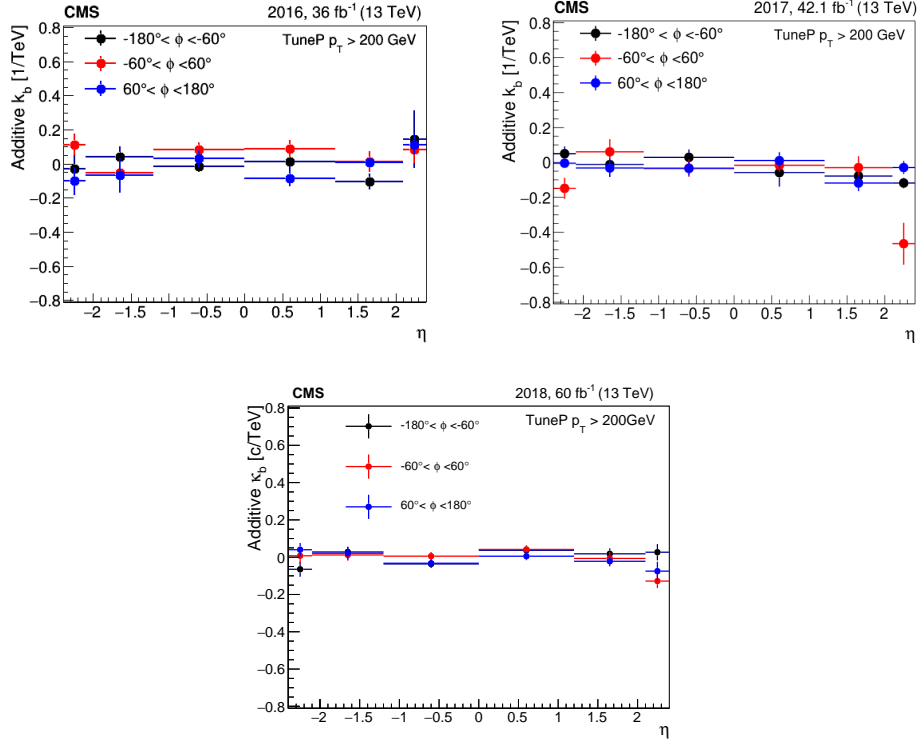 CMS 2016, 36 fb⁻¹ (13 TeV)
Additive k_b [1/TeV]
TuneP p_T > 200 GeV
-180°< ϕ <-60°
-60°< ϕ <60°
60°< ϕ <180°
0.8
0.6
0.4
0.2
0
−0.2
−0.4
−0.6
−0.8
−2 −1.5 −1 −0.5 0 0.5 1 1.5 2
η
CMS 2017, 42.1 fb⁻¹ (13 TeV)
Additive k_b [1/TeV]
-180°< ϕ <-60° TuneP p_T > 200 GeV
-60°< ϕ <60°
60°< ϕ <180°
0.8
0.6
0.4
0.2
0
−0.2
−0.4
−0.6
−0.8
−2 −1.5 −1 −0.5 0 0.5 1 1.5 2
η
CMS 2018, 60 fb⁻¹ (13 TeV)
Additive κ_b [c/TeV]
TuneP p_T > 200GeV
-180°< ϕ <-60°
-60°< ϕ <60°
60°< ϕ <180°
0.8
0.6
0.4
0.2
0
−0.2
−0.4
−0.6
−0.8
−2 −1.5 −1 −0.5 0 0.5 1 1.5 2
η